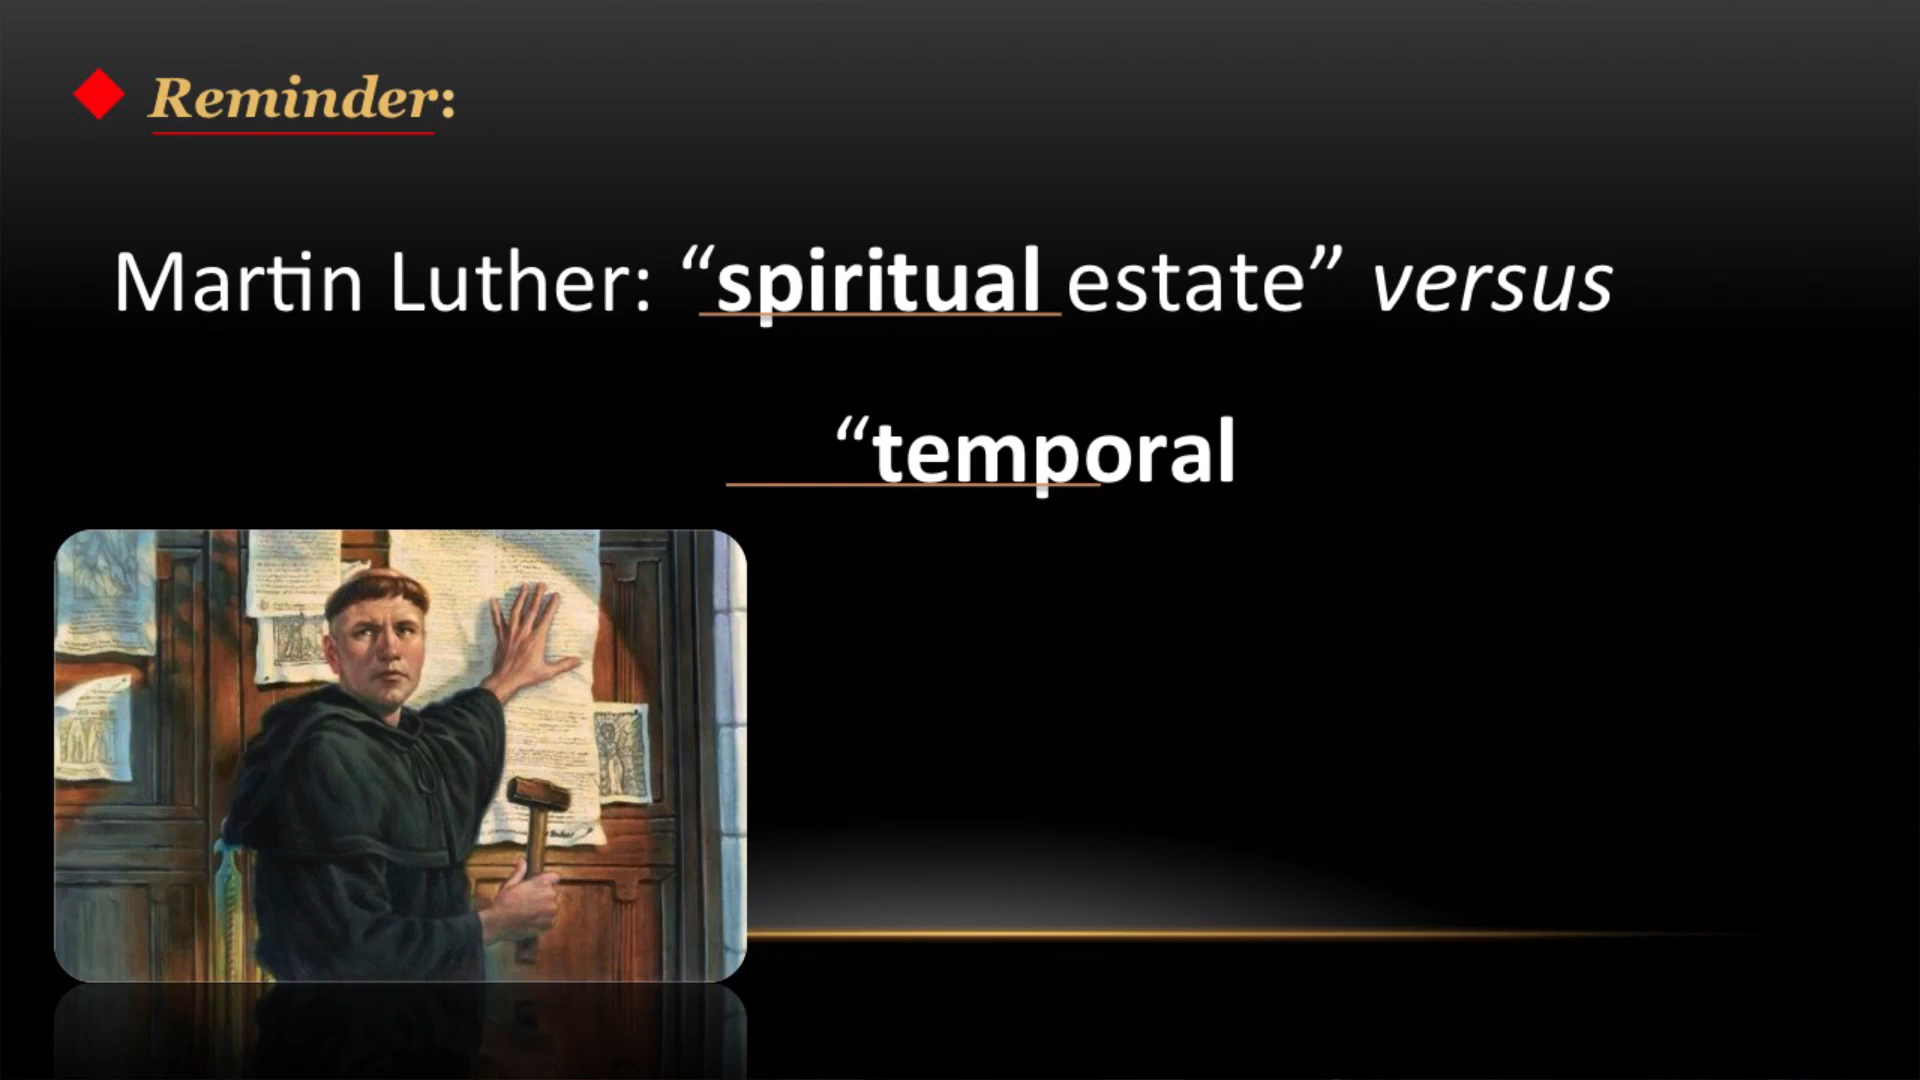 Reminder:
Martin Luther: “spiritual estate” versus
“temporal